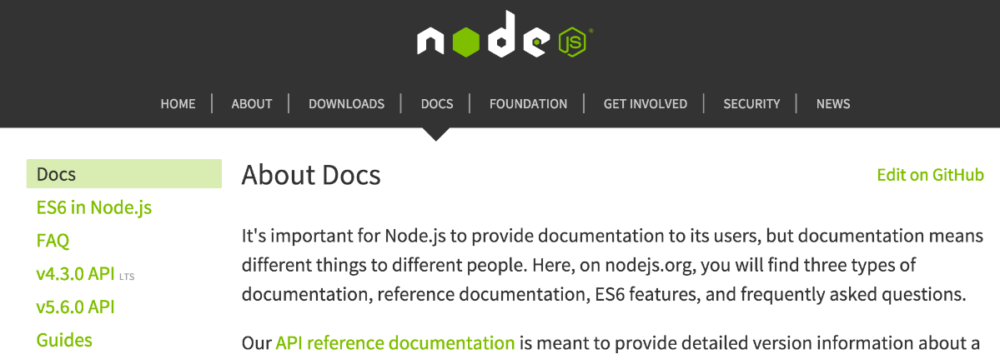 node JS®
HOME ABOUT DOWNLOADS DOCS FOUNDATION GET INVOLVED SECURITY NEWS
Docs
ES6 in Node.js
FAQ
v4.3.0 API LTS
v5.6.0 API
Guides
About Docs
Edit on GitHub
It's important for Node.js to provide documentation to its users, but documentation means
different things to different people. Here, on nodejs.org, you will find three types of
documentation, reference documentation, ES6 features, and frequently asked questions.
Our API reference documentation is meant to provide detailed version information about a